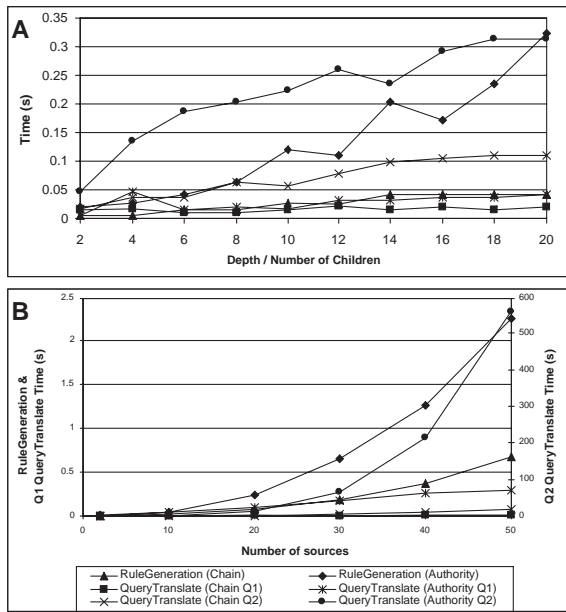 A
0.35
0.3
0.25
0.2
0.15
0.1
0.05
0
Time (s)
2 4 6 8 10 12 14 16 18 20
Depth / Number of Children
B
2.5
2
1.5
1
0.5
0
RuleGeneration &
Q1 QueryTranslate Time (s)
600
500
400
300
200
100
0
Q2 QueryTranslate Time (s)
0 10 20 30 40 50
Number of sources
RuleGeneration (Chain) RuleGeneration (Authority)
QueryTranslate (Chain Q1) QueryTranslate (Authority Q1)
QueryTranslate (Chain Q2) QueryTranslate (Authority Q2)